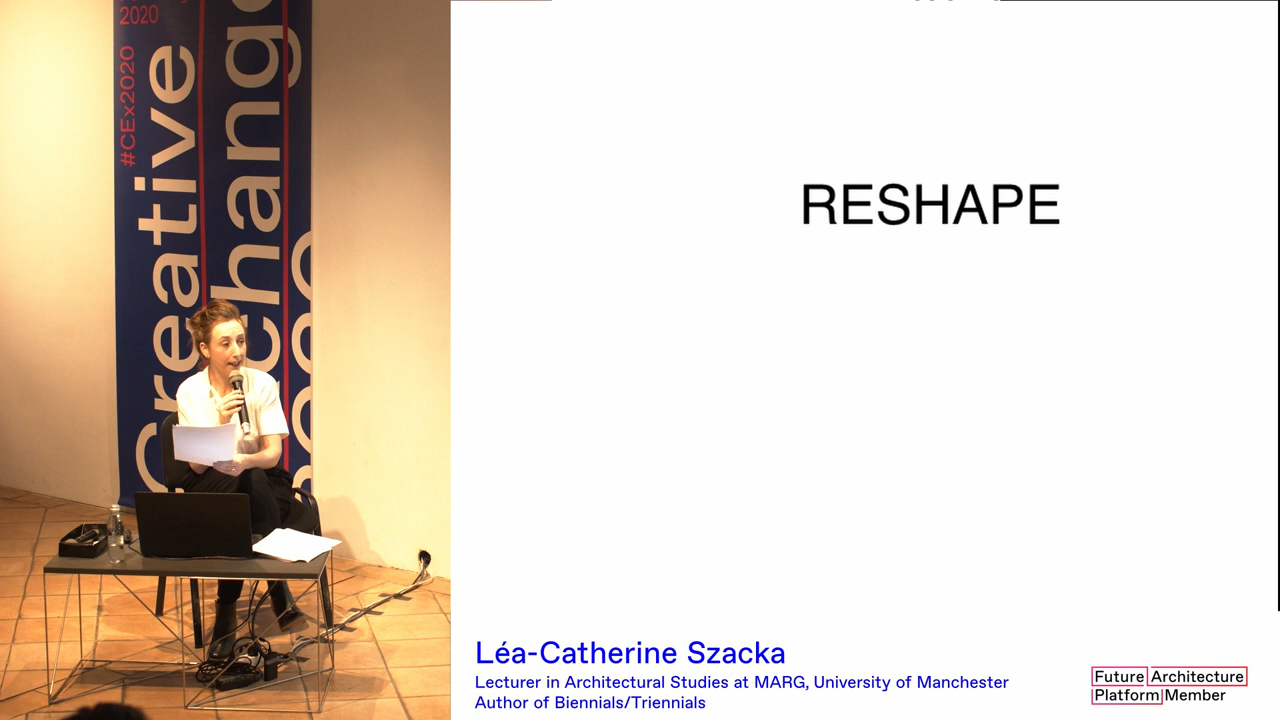 2020
#CEx2020
Creative
RESHAPE
Léa-Catherine Szacka
Lecturer in Architectural Studies at MARG, University of Manchester
Author of Biennials/Triennials
Future Architecture
Platform Member